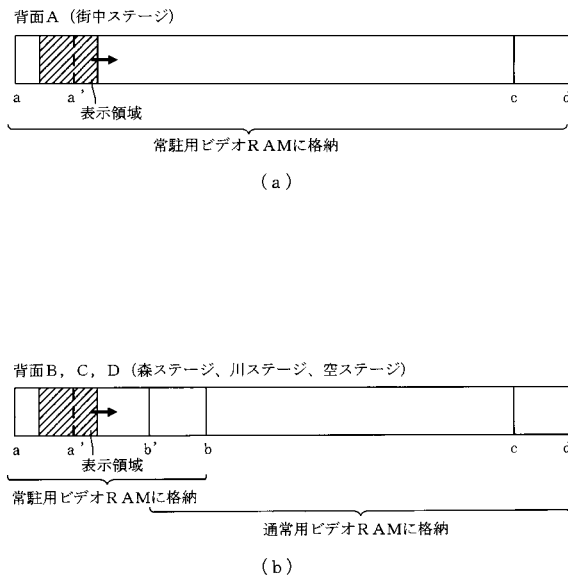 背面A（街中ステージ）
a a' c d
表示領域
常駐用ビデオRAMに格納
（a）
背面B，C，D（森ステージ、川ステージ、空ステージ）
a a' b' b c d
表示領域
常駐用ビデオRAMに格納
通常用ビデオRAMに格納
（b）